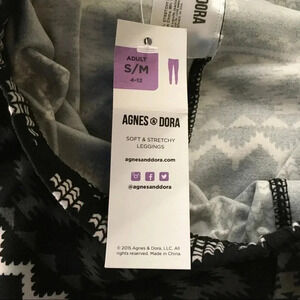 & DORA
ADULT
S/M
4-12
AGNES & DORA
SOFT & STRETCHY
LEGGINGS
agnesanddora.com
@agnesanddora
© 2015 Agnes & Dora, LLC. All
rights reserved. Made in China.